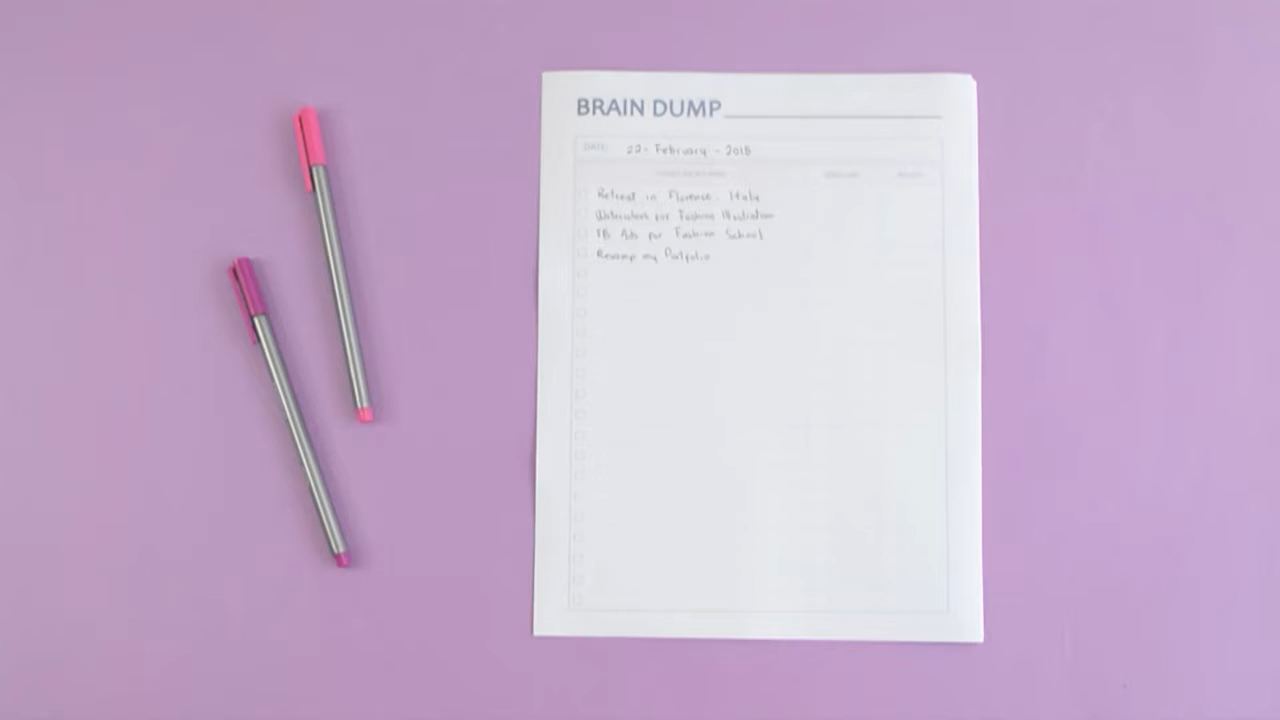 BRAIN DUMP
DATE: 22- February - 2018
Retreat in Florence. Italy
Watercolors for Fashion Illustration
FB Ads for Fashion School
Revamp my Portfolio